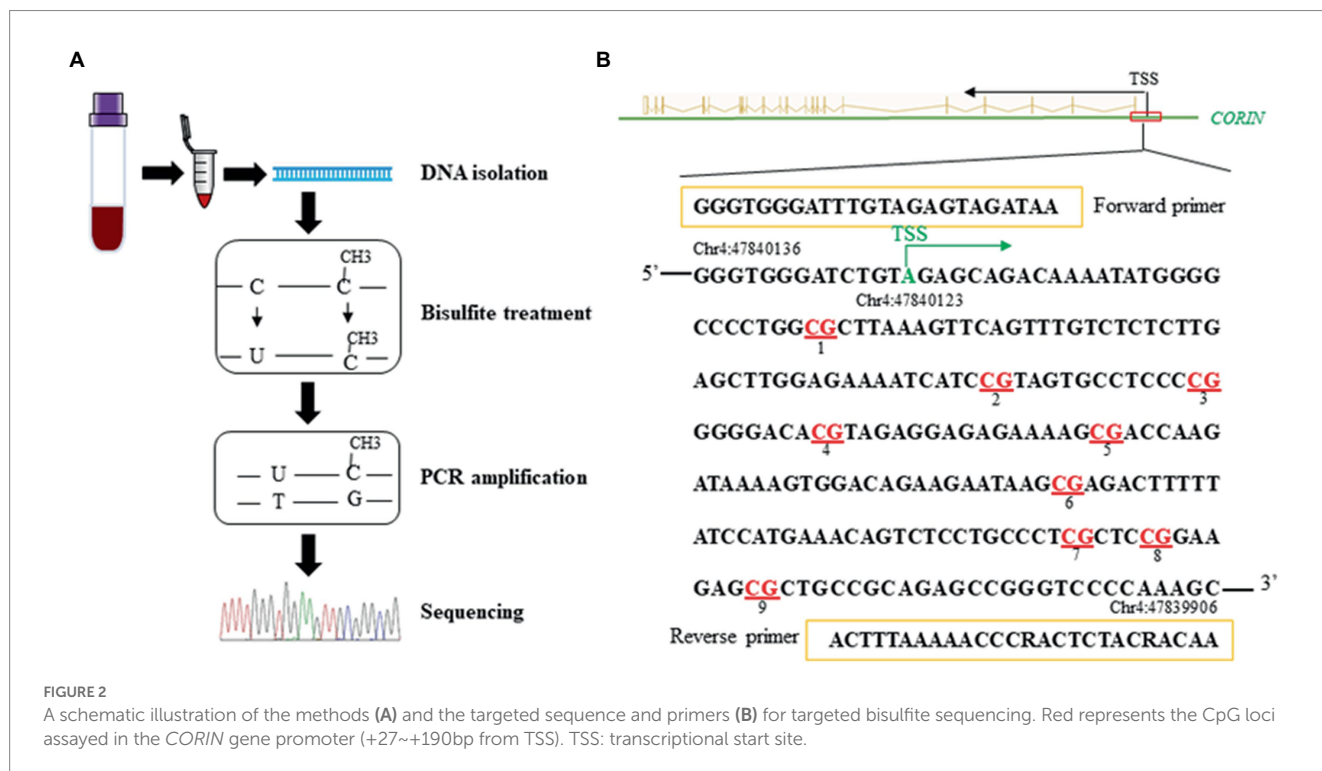 A
DNA isolation
CH3
C C
Bisulfite treatment
CH3
U C
CH3
U C
PCR amplification
T G
Sequencing
B
TSS
CORIN
GGGTGGGATTTGTAGAGTAGATAA Forward primer
TSS
Chr4:47840136
5’ GGGTGGGATCTGTAGAGCAGACAAAATATGGGG
Chr4:47840123
CCCCTGGCGCTTAAAGTTCAGTTTGTCTCTCTTG
1
AGCTTGGAGAAAATCATCCGTAGTGCCTCCCCG
2 3
GGGGACACGTAGAGGAGAGAAAAGCGACCAAG
4 5
ATAAAAGTGGACAGAAGAATAAGCGAGACTTTTT
6
ATCCATGAAACAGTCTCCTGCCCTCGCTCCGGAA
7 8
GAGCGCTGCCGCAGAGCCGGGTCCCCAAAGC 3’
9 Chr4:47839906
Reverse primer ACTTTAAAAACCCRACTCTACRACAA
FIGURE 2
A schematic illustration of the methods (A) and the targeted sequence and primers (B) for targeted bisulfite sequencing. Red represents the CpG loci
assayed in the CORIN gene promoter (+27~+190bp from TSS). TSS: transcriptional start site.